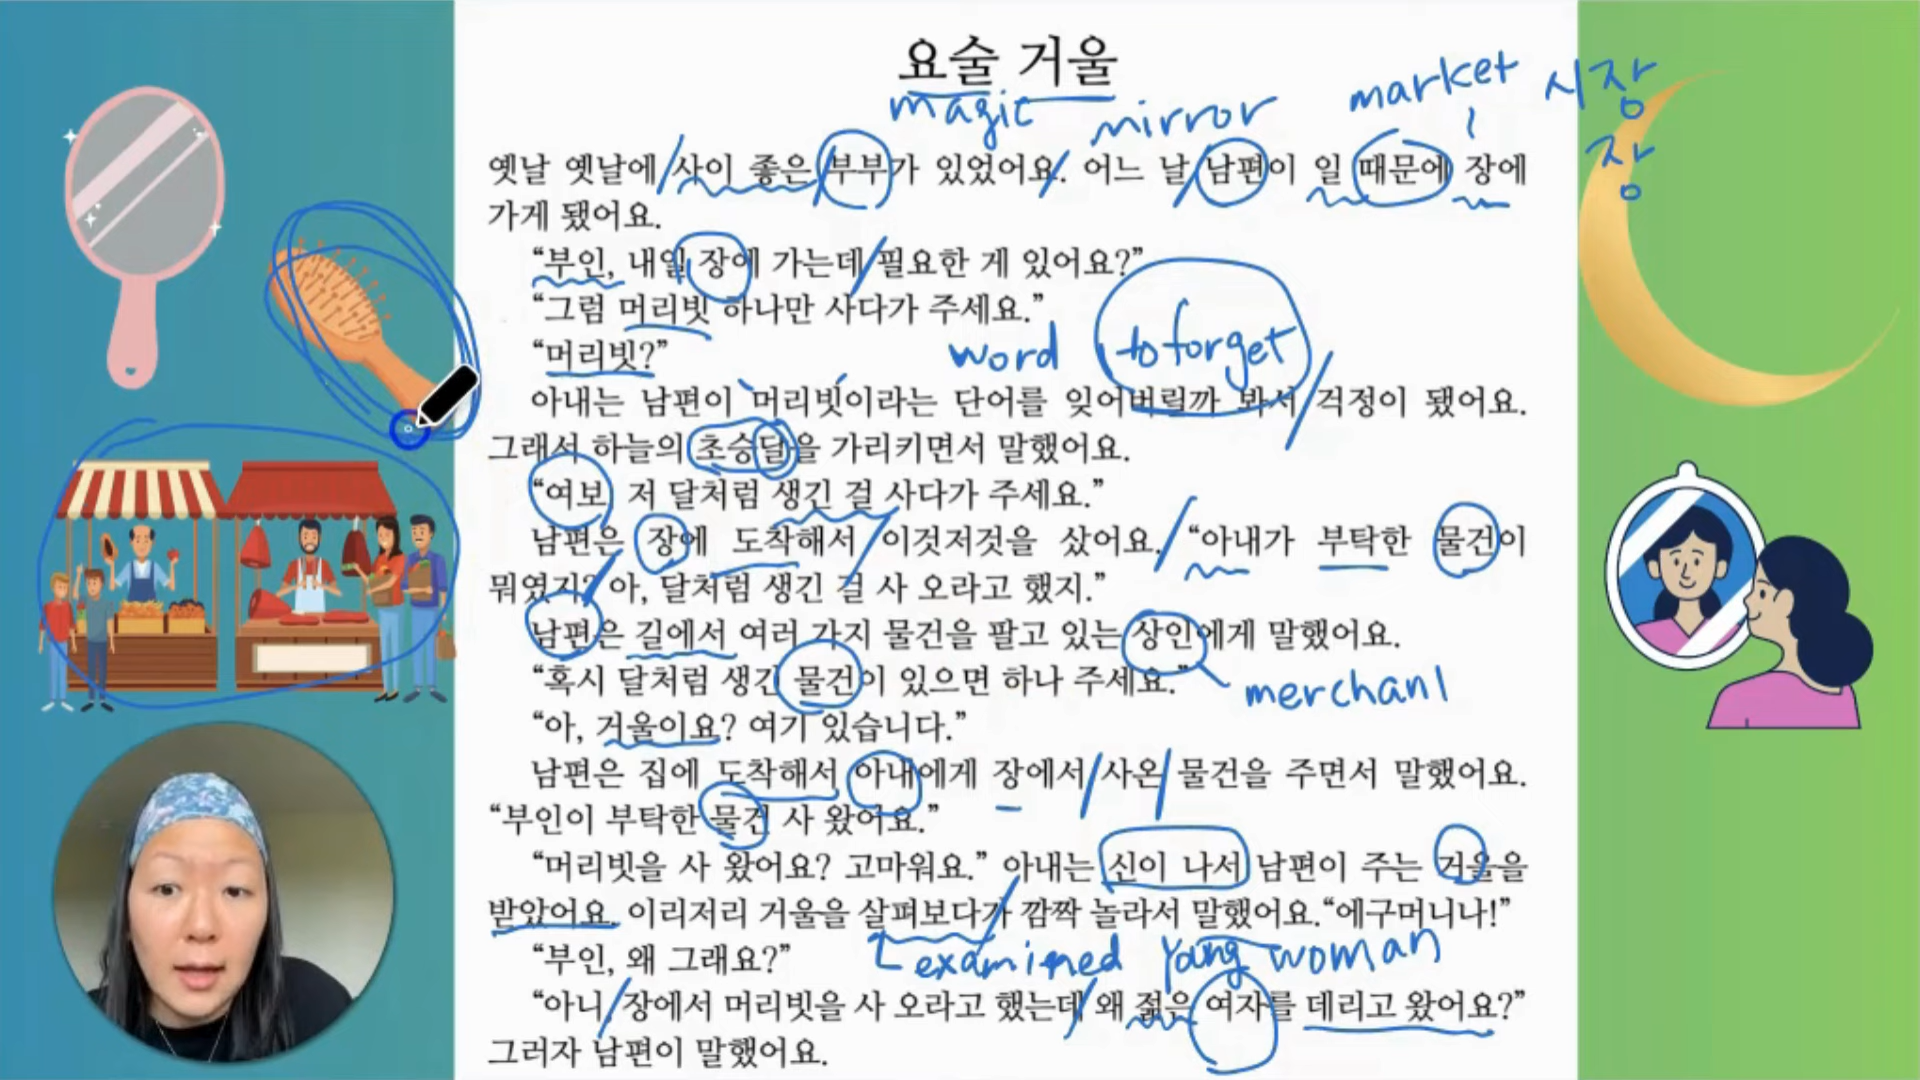 요술 거울
magic
mirror
market 시장
장
옛날 옛날에 사이 좋은 부부가 있었어요. 어느 날 남편이 일 때문에 장에
가게 됐어요.
“부인, 내일 장에 가는데 필요한 게 있어요?”
“그럼 머리빗 하나만 사다가 주세요.”
“머리빗?”
word to forget
아내는 남편이 ‘머리빗’이라는 단어를 잊어버릴까 봐서 걱정이 됐어요.
그래서 하늘의 초승달을 가리키면서 말했어요.
“여보 저 달처럼 생긴 걸 사다가 주세요.”
남편은 장에 도착해서 이것저것을 샀어요. “아내가 부탁한 물건이
뭐였지? 아, 달처럼 생긴 걸 사 오라고 했지.”
남편은 길에서 여러 가지 물건을 팔고 있는 상인에게 말했어요.
“혹시 달처럼 생긴 물건이 있으면 하나 주세요.”
merchant
“아, 거울이요? 여기 있습니다.”
남편은 집에 도착해서 아내에게 장에서 사온 물건을 주면서 말했어요.
“부인이 부탁한 물건 사 왔어요.”
“머리빗을 사 왔어요? 고마워요.” 아내는 신이 나서 남편이 주는 거울을
받았어요. 이리저리 거울을 살펴보다가 깜짝 놀라서 말했어요.“에구머니나!”
examined young woman
“부인, 왜 그래요?”
“아니 장에서 머리빗을 사 오라고 했는데 왜 젊은 여자를 데리고 왔어요?”
그러자 남편이 말했어요.